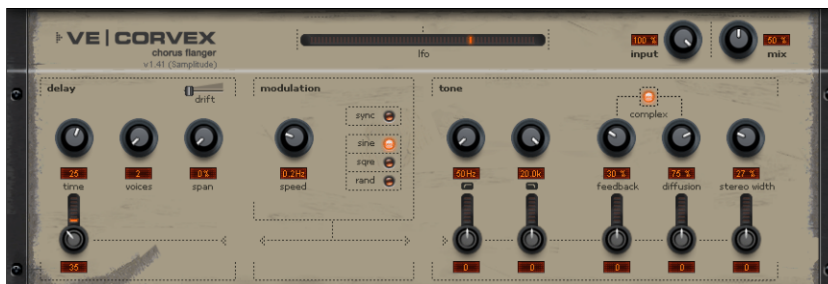 VE | CORVEX
chorus flanger
v1.41 (Samplitude)
lfo
100 %
input
50 %
mix
delay
drift
modulation
tone
sync
complex
sine
sqre
rand
25
2
0%
0.2Hz
50Hz
20.0k
30 %
75 %
27 %
time
voices
span
speed
feedback
diffusion
stereo width
35
0
0
0
0
0